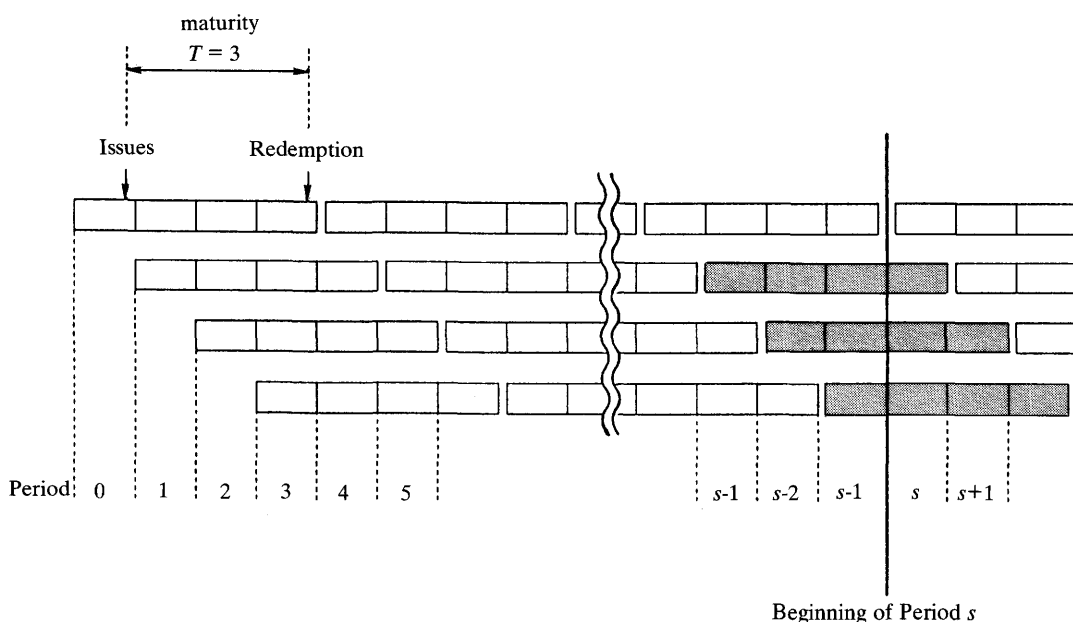 maturity
T = 3
Issues
Redemption
Period 0 1 2 3 4 5 s-1 s-2 s-1 s s+1
Beginning of Period s